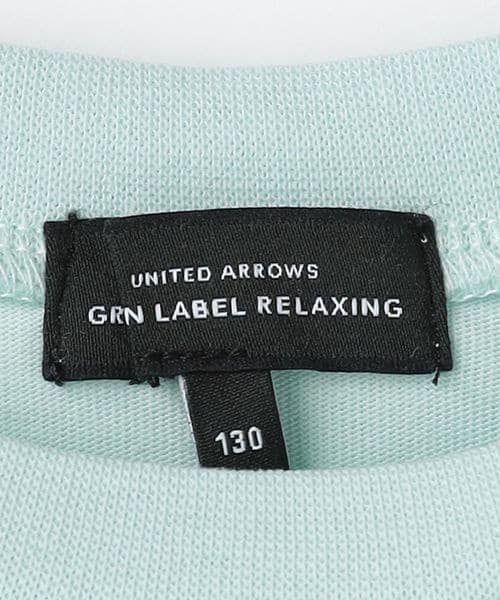 UNITED ARROWS
GRN LABEL RELAXING
130